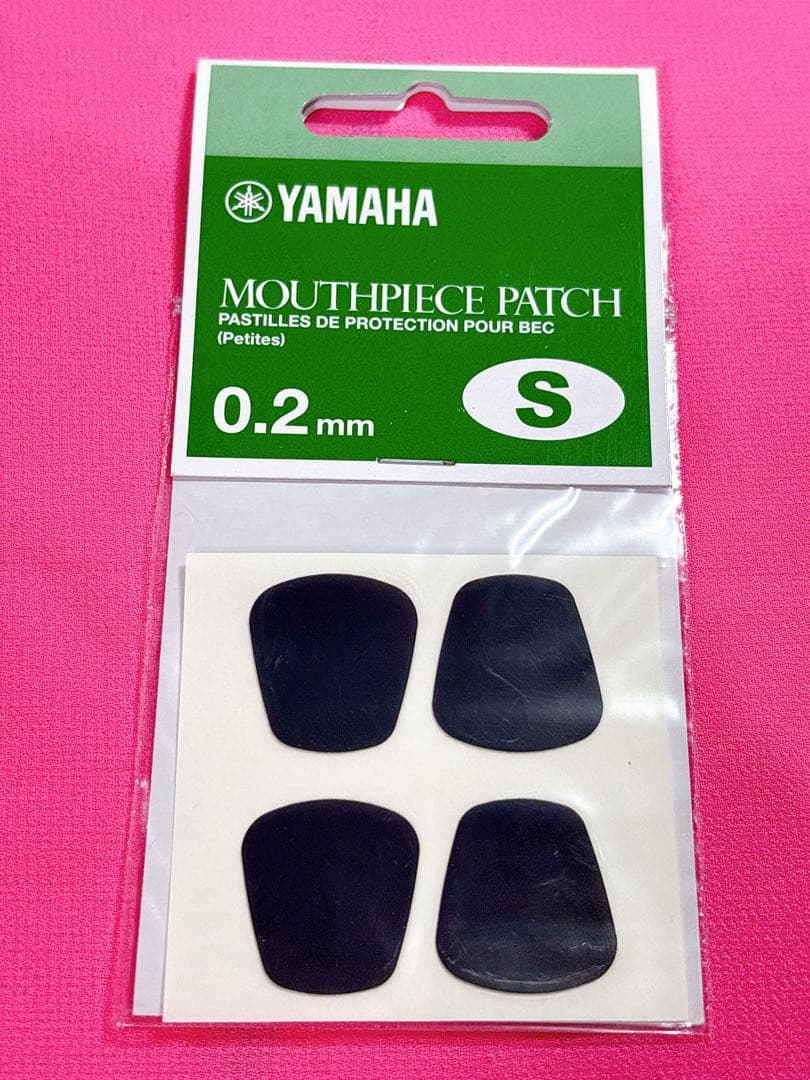 YAMAHA
MOUTHPIECE PATCH
PASTILLES DE PROTECTION POUR BEC
(Petites)
0.2 mm
S